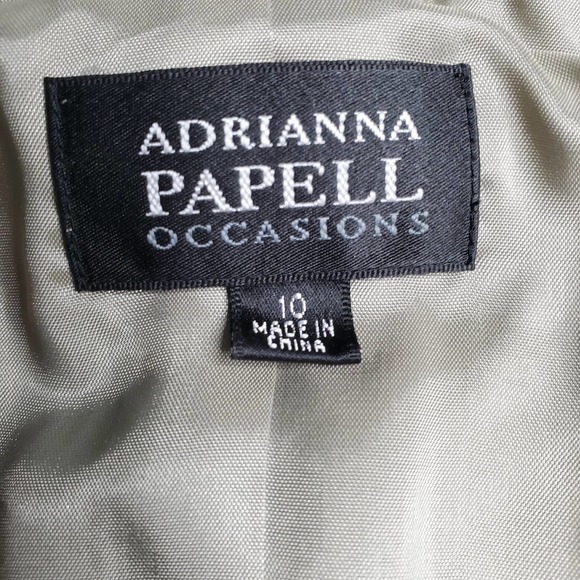 ADRIANNA
PAPELL
OCCASIONS
10
MADE IN
CHINA